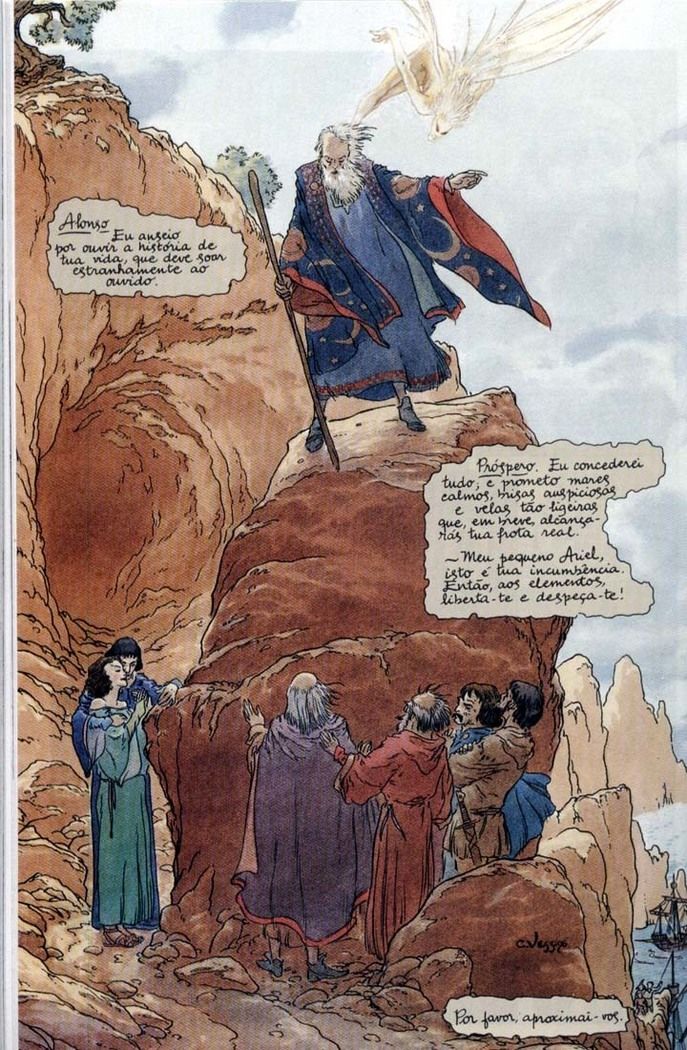 Alonso Eu anseio
por ouvir a história de
tua vida, que deve soar
estranhamente ao
ouvido.
Próspero. Eu concederei
tudo; e prometo mares
calmos, brisas auspiciosas
e velas tão ligeiras
que, em breve, alcança-
rás tua frota real.
~ Meu pequeno Ariel,
isto é tua incumbência.
Então, aos elementos,
liberta-te e despeça-te!
C. Vess 96
Por favor, aproximai-vos.